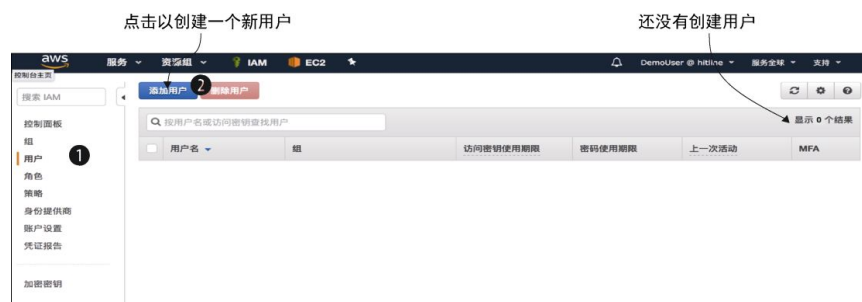 点击以创建一个新用户
还没有创建用户
aws 服务 资源组 IAM EC2 DemoUser @ hitline 服务全球 支持
控制台主页
搜索 IAM
添加用户 2 删除用户
按用户名或访问密钥查找用户
显示 0 个结果
用户名 组 访问密钥使用期限 密码使用期限 上一次活动 MFA
控制面板
组
用户 1
角色
策略
身份提供商
账户设置
凭证报告
加密密钥